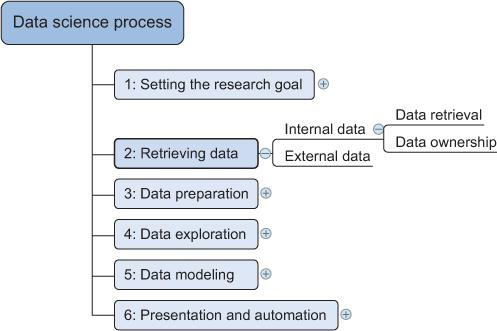 Data science process
1: Setting the research goal
2: Retrieving data
Internal data
Data retrieval
Data ownership
External data
3: Data preparation
4: Data exploration
5: Data modeling
6: Presentation and automation